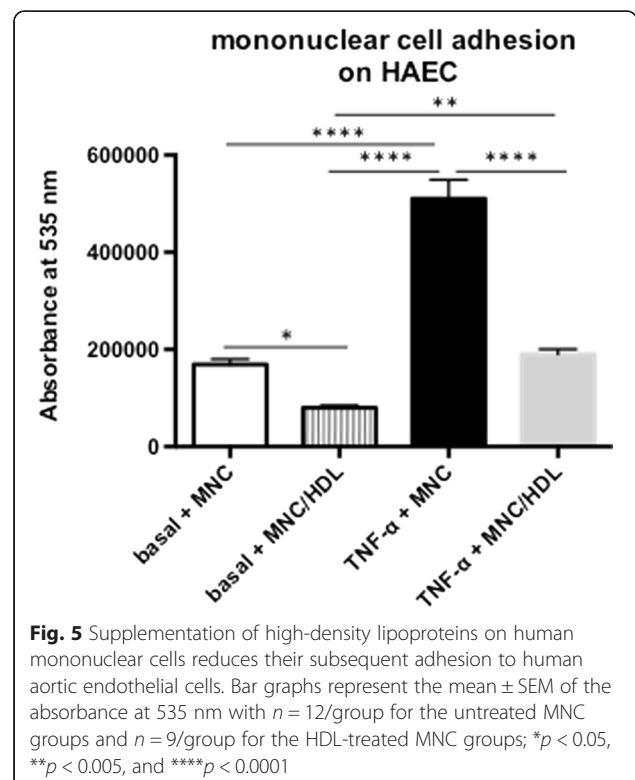 mononuclear cell adhesion
on HAEC
**
****
**** ****
*
Absorbance at 535 nm
600000
400000
200000
0
basal + MNC
basal + MNC/HDL
TNF-α + MNC
TNF-α + MNC/HDL
Fig. 5 Supplementation of high-density lipoproteins on human
mononuclear cells reduces their subsequent adhesion to human
aortic endothelial cells. Bar graphs represent the mean ± SEM of the
absorbance at 535 nm with n = 12/group for the untreated MNC
groups and n = 9/group for the HDL-treated MNC groups; *p < 0.05,
**p < 0.005, and ****p < 0.0001